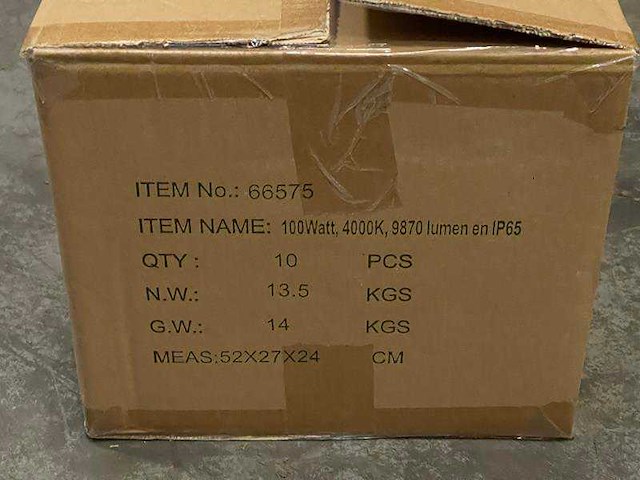 ITEM No.: 66575
ITEM NAME: 100Watt, 4000K, 9870 lumen en IP65
QTY : 10 PCS
N.W.: 13.5 KGS
G.W.: 14 KGS
MEAS:52X27X24 CM